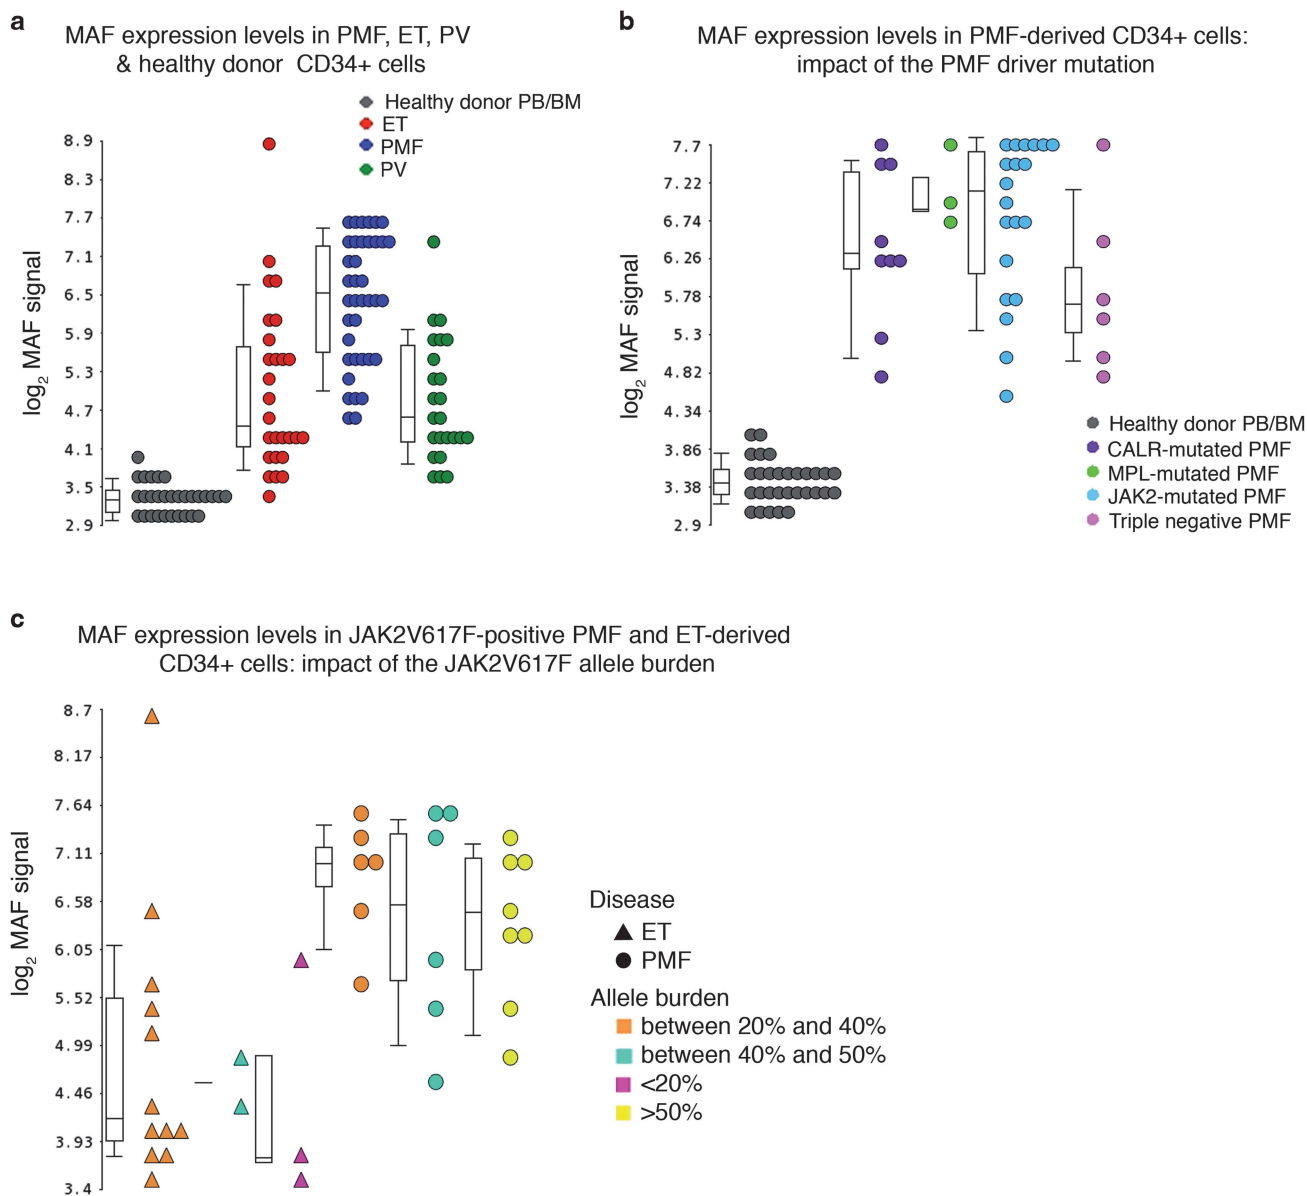 a
MAF expression levels in PMF, ET, PV
& healthy donor CD34+ cells
Healthy donor PB/BM
ET
PMF
PV
log2 MAF signal
8.9
8.3
7.7
7.1
6.5
5.9
5.3
4.7
4.1
3.5
2.9
b
MAF expression levels in PMF-derived CD34+ cells:
impact of the PMF driver mutation
log2 MAF signal
7.7
7.22
6.74
6.26
5.78
5.3
4.82
4.34
3.86
3.38
2.9
Healthy donor PB/BM
CALR-mutated PMF
MPL-mutated PMF
JAK2-mutated PMF
Triple negative PMF
c
MAF expression levels in JAK2V617F-positive PMF and ET-derived
CD34+ cells: impact of the JAK2V617F allele burden
log2 MAF signal
8.7
8.17
7.64
7.11
6.58
6.05
5.52
4.99
4.46
3.93
3.4
Disease
ET
PMF
Allele burden
between 20% and 40%
between 40% and 50%
<20%
>50%